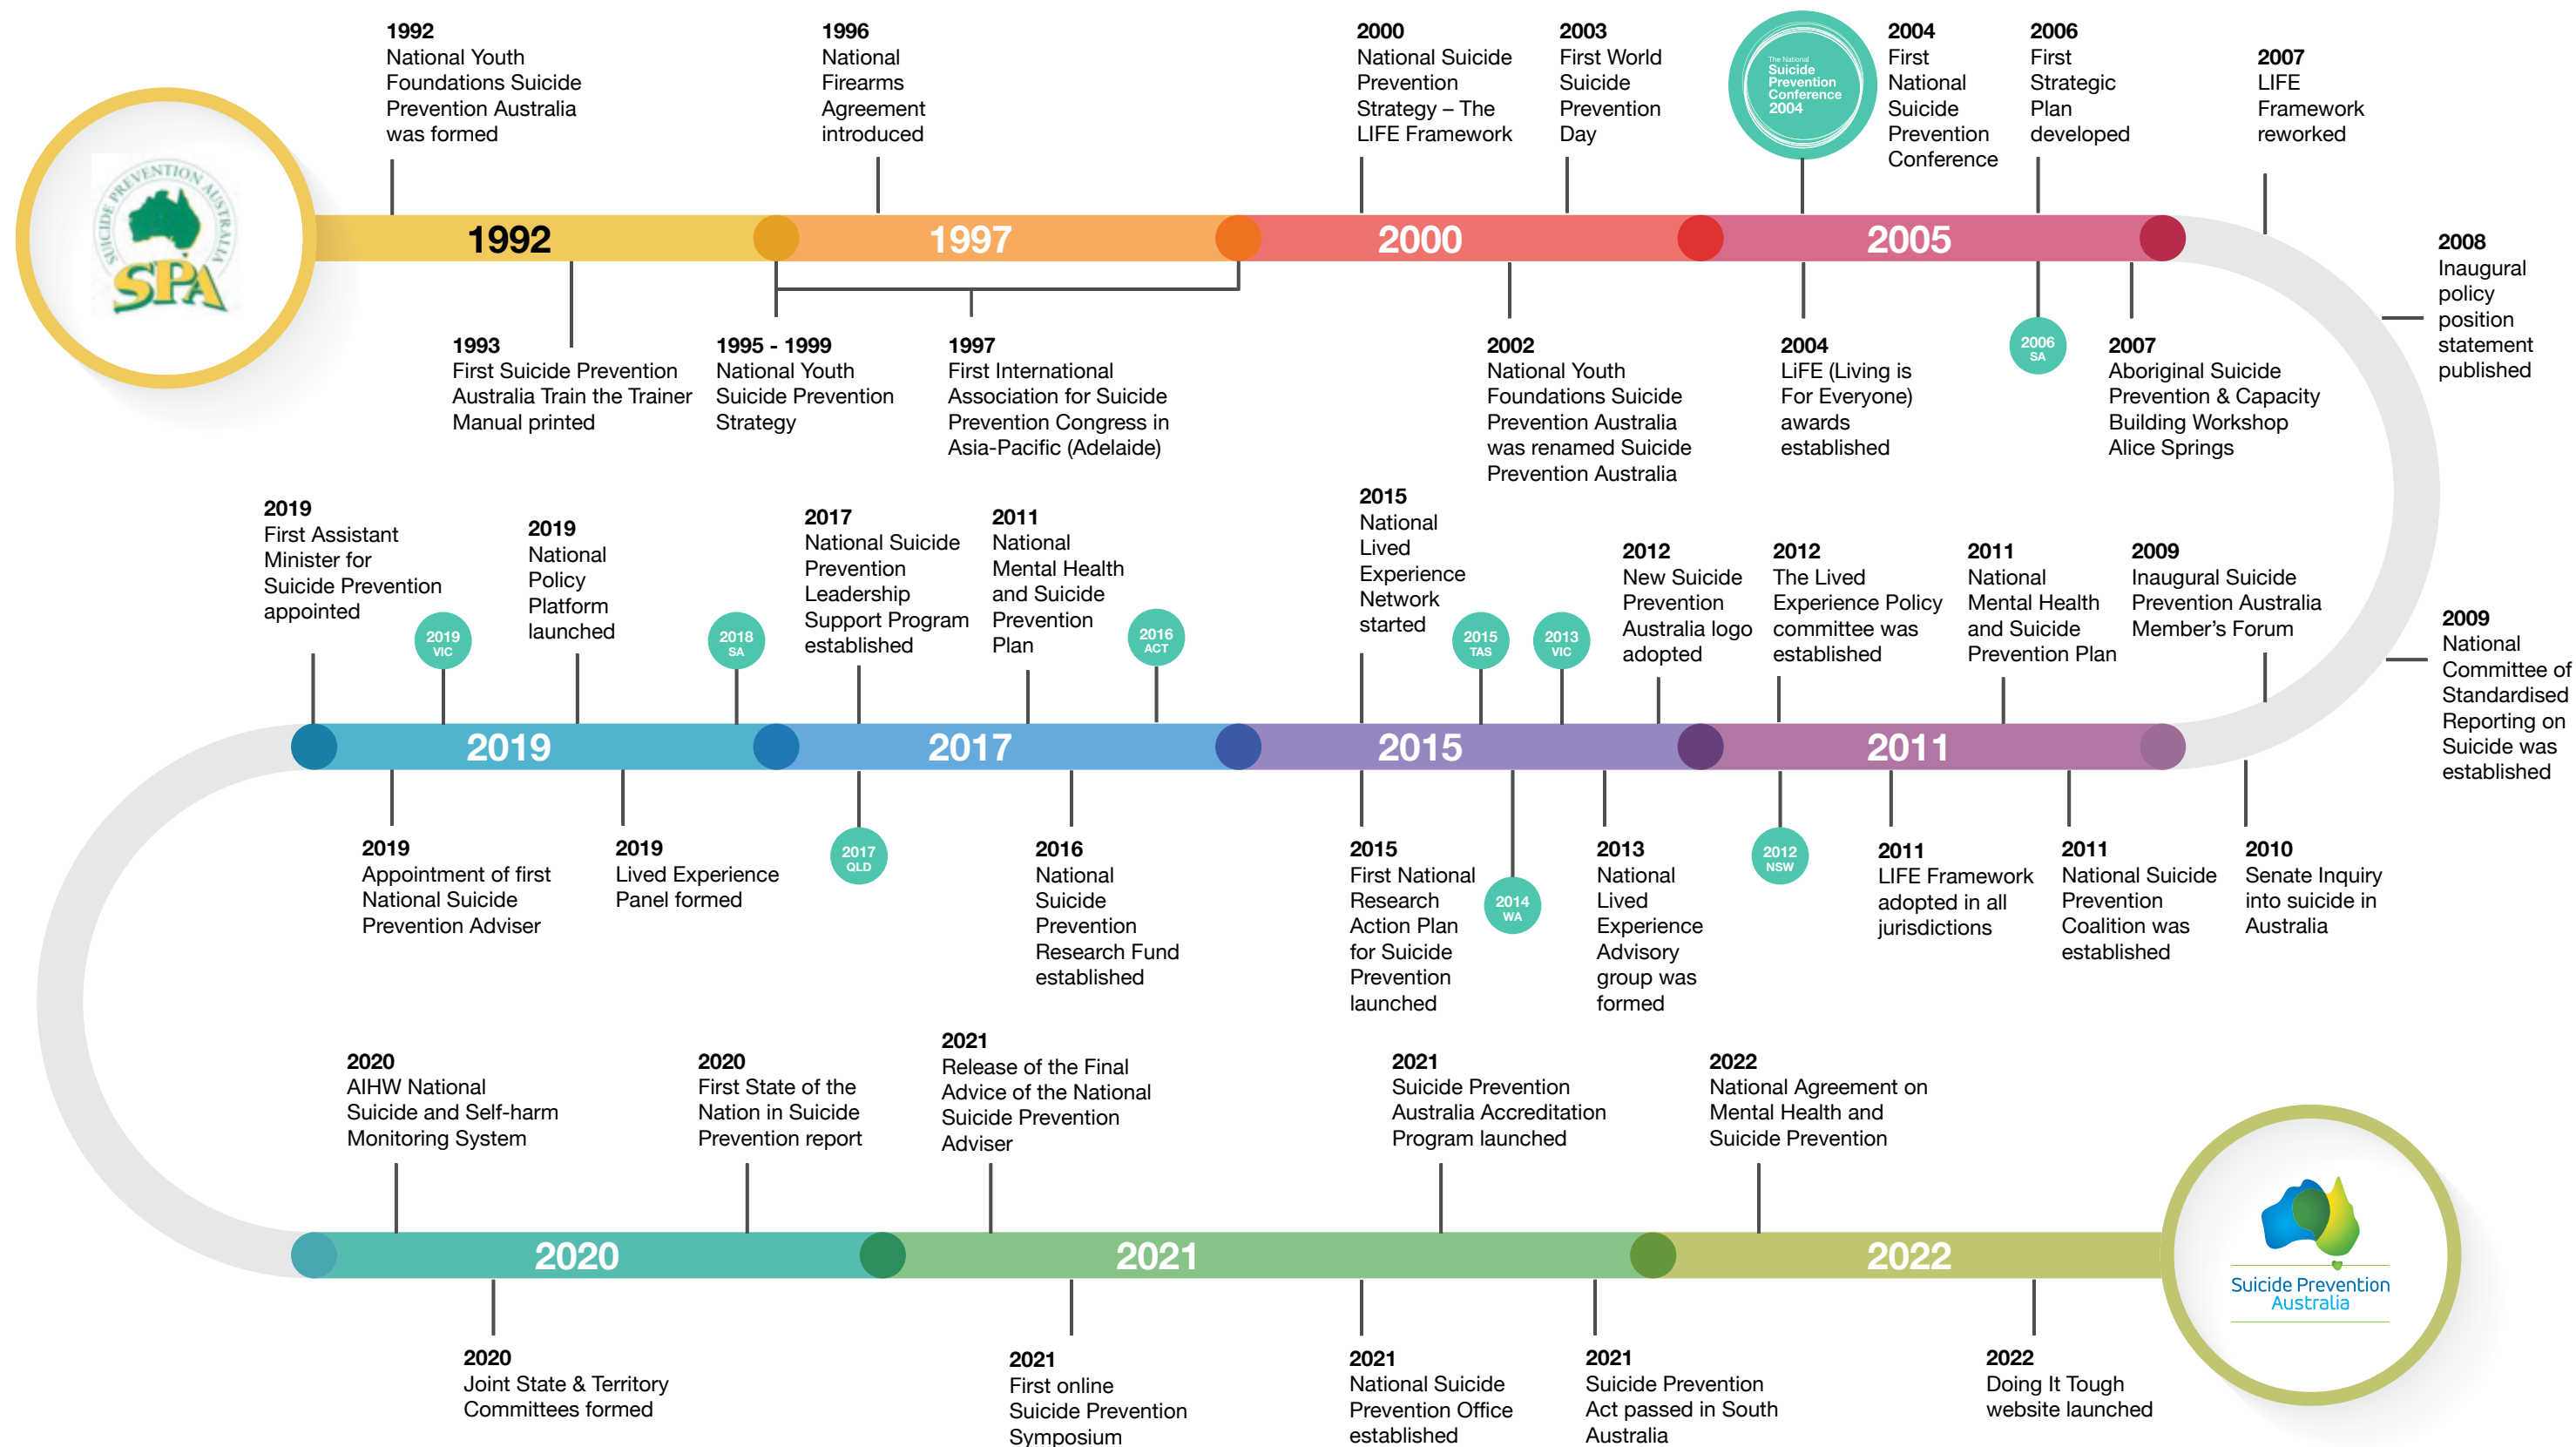 1992
National Youth
Foundations Suicide
Prevention Australia
was formed
1996
National
Firearms
Agreement
introduced
2000
National Suicide
Prevention
Strategy – The
LIFE Framework
2003
First World
Suicide
Prevention
Day
The National
Suicide
Prevention
Conference
2004
2004
First
National
Suicide
Prevention
Conference
2006
First
Strategic
Plan
developed
2007
LIFE
Framework
reworked
SUICIDE PREVENTION AUSTRALIA
SPA
1992
1997
2000
2005
2008
Inaugural
policy
position
statement
published
1993
First Suicide Prevention
Australia Train the Trainer
Manual printed
1995 - 1999
National Youth
Suicide Prevention
Strategy
1997
First International
Association for Suicide
Prevention Congress in
Asia-Pacific (Adelaide)
2002
National Youth
Foundations Suicide
Prevention Australia
was renamed Suicide
Prevention Australia
2004
LiFE (Living is
For Everyone)
awards
established
2006
SA
2007
Aboriginal Suicide
Prevention & Capacity
Building Workshop
Alice Springs
2019
First Assistant
Minister for
Suicide Prevention
appointed
2019
VIC
2019
National
Policy
Platform
launched
2018
SA
2017
National Suicide
Prevention
Leadership
Support Program
established
2011
National
Mental Health
and Suicide
Prevention
Plan
2016
ACT
2015
National
Lived
Experience
Network
started
2015
TAS
2013
VIC
2012
New Suicide
Prevention
Australia logo
adopted
2012
The Lived
Experience Policy
committee was
established
2011
National
Mental Health
and Suicide
Prevention Plan
2009
Inaugural Suicide
Prevention Australia
Member’s Forum
2009
National
Committee of
Standardised
Reporting on
Suicide was
established
2019
2017
2015
2011
2019
Appointment of first
National Suicide
Prevention Adviser
2019
Lived Experience
Panel formed
2017
QLD
2016
National
Suicide
Prevention
Research Fund
established
2015
First National
Research
Action Plan
for Suicide
Prevention
launched
2014
WA
2013
National
Lived
Experience
Advisory
group was
formed
2012
NSW
2011
LIFE Framework
adopted in all
jurisdictions
2011
National Suicide
Prevention
Coalition was
established
2010
Senate Inquiry
into suicide in
Australia
2020
AIHW National
Suicide and Self-harm
Monitoring System
2020
First State of the
Nation in Suicide
Prevention report
2021
Release of the Final
Advice of the National
Suicide Prevention
Adviser
2021
Suicide Prevention
Australia Accreditation
Program launched
2022
National Agreement on
Mental Health and
Suicide Prevention
2020
2021
2022
Suicide Prevention
Australia
2020
Joint State & Territory
Committees formed
2021
First online
Suicide Prevention
Symposium
2021
National Suicide
Prevention Office
established
2021
Suicide Prevention
Act passed in South
Australia
2022
Doing It Tough
website launched